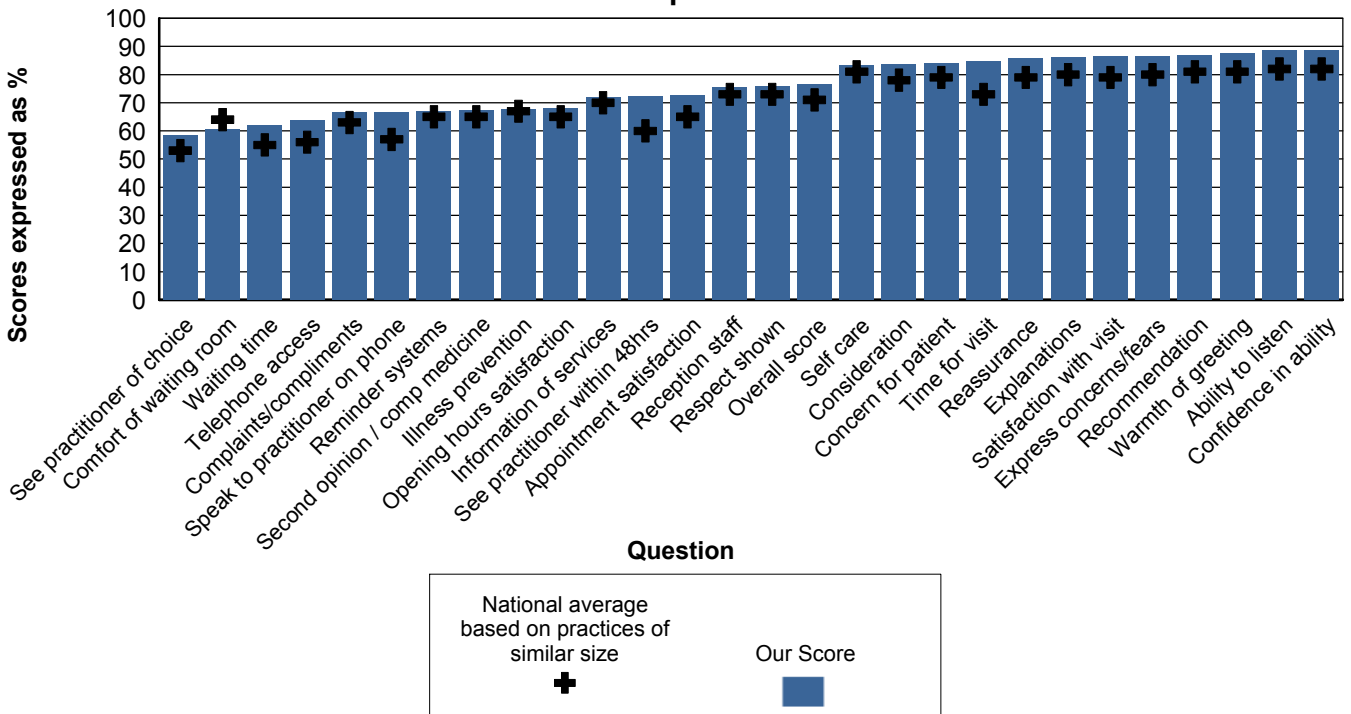 100
90
80
70
60
50
40
30
20
10
0
Scores expressed as %
See practitioner of choice
Comfort of waiting room
Waiting time
Telephone access
Complaints/compliments
Speak to practitioner on phone
Reminder systems
Second opinion / comp medicine
Illness prevention
Opening hours satisfaction
Information of services
See practitioner within 48hrs
Appointment satisfaction
Reception staff
Respect shown
Overall score
Self care
Consideration
Concern for patient
Time for visit
Reassurance
Explanations
Satisfaction with visit
Express concerns/fears
Recommendation
Warmth of greeting
Ability to listen
Confidence in ability
Question
National average
based on practices of
similar size
Our Score